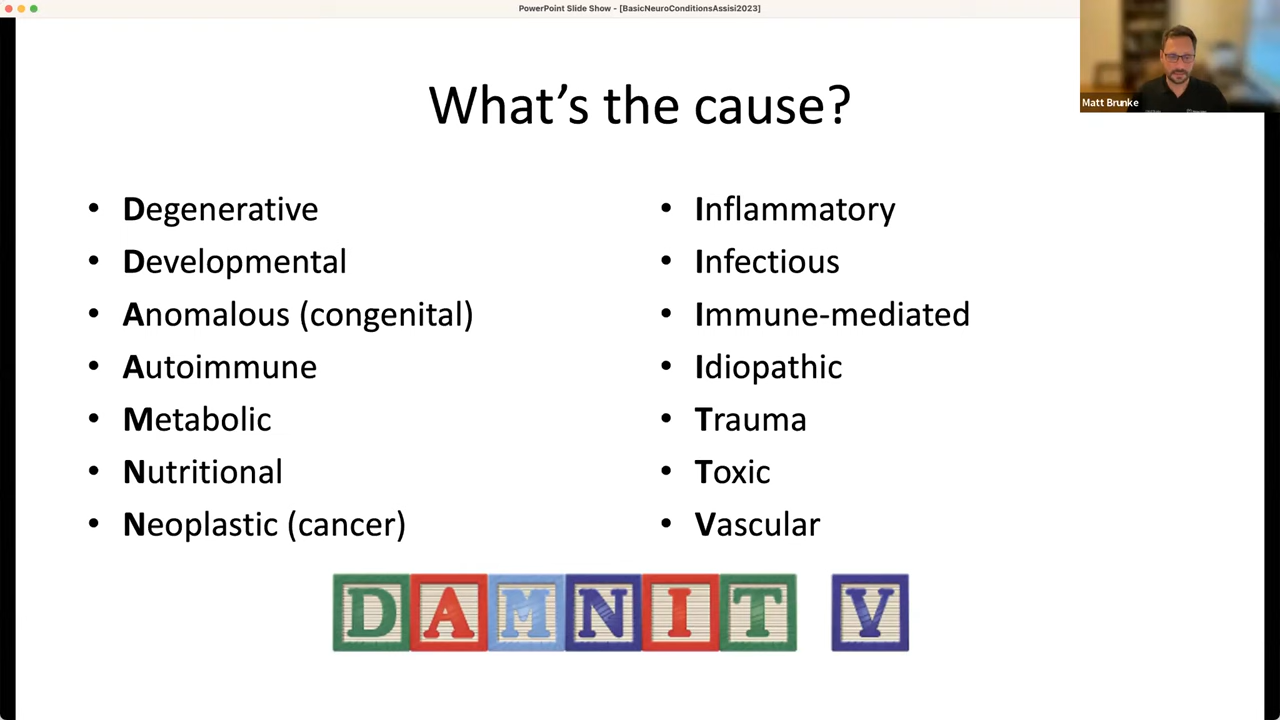 PowerPoint Slide Show - [BasicNeuroConditionsAssisi2023]
Matt Brunke
What's the cause?
• Degenerative
• Developmental
• Anomalous (congenital)
• Autoimmune
• Metabolic
• Nutritional
• Neoplastic (cancer)
• Inflammatory
• Infectious
• Immune-mediated
• Idiopathic
• Trauma
• Toxic
• Vascular
DAMNIT V